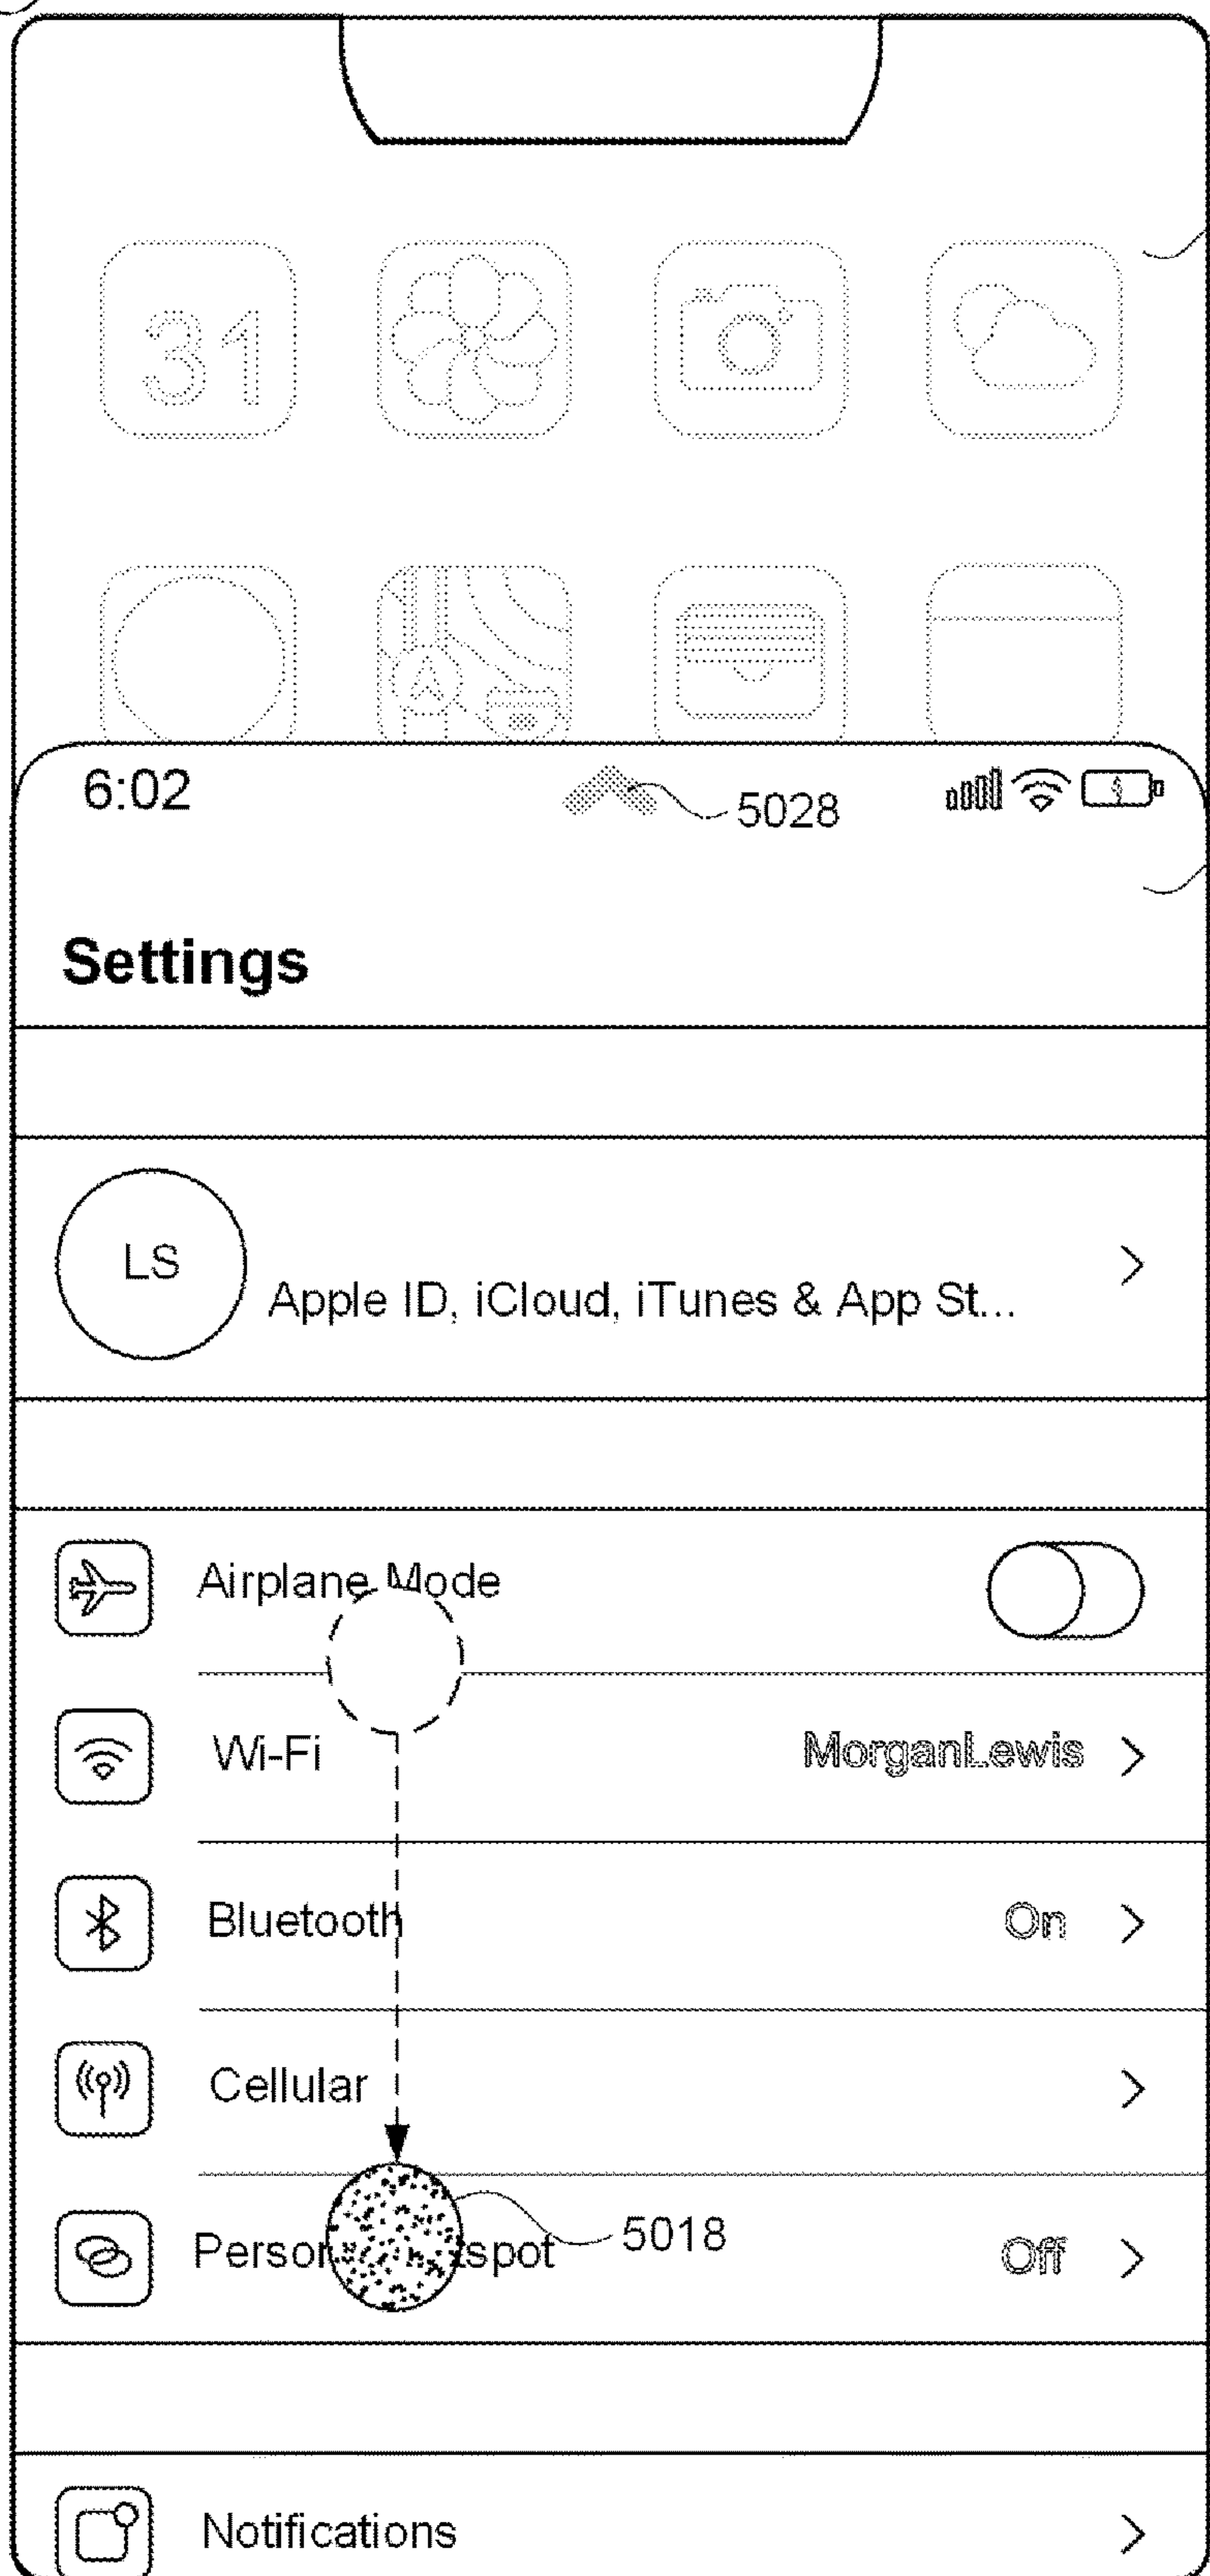 31
6:02 5028
Settings
LS
Apple ID, iCloud, iTunes & App St...
Airplane Mode
Wi-Fi MorganLewis
Bluetooth On
Cellular
5018
Off
Notifications